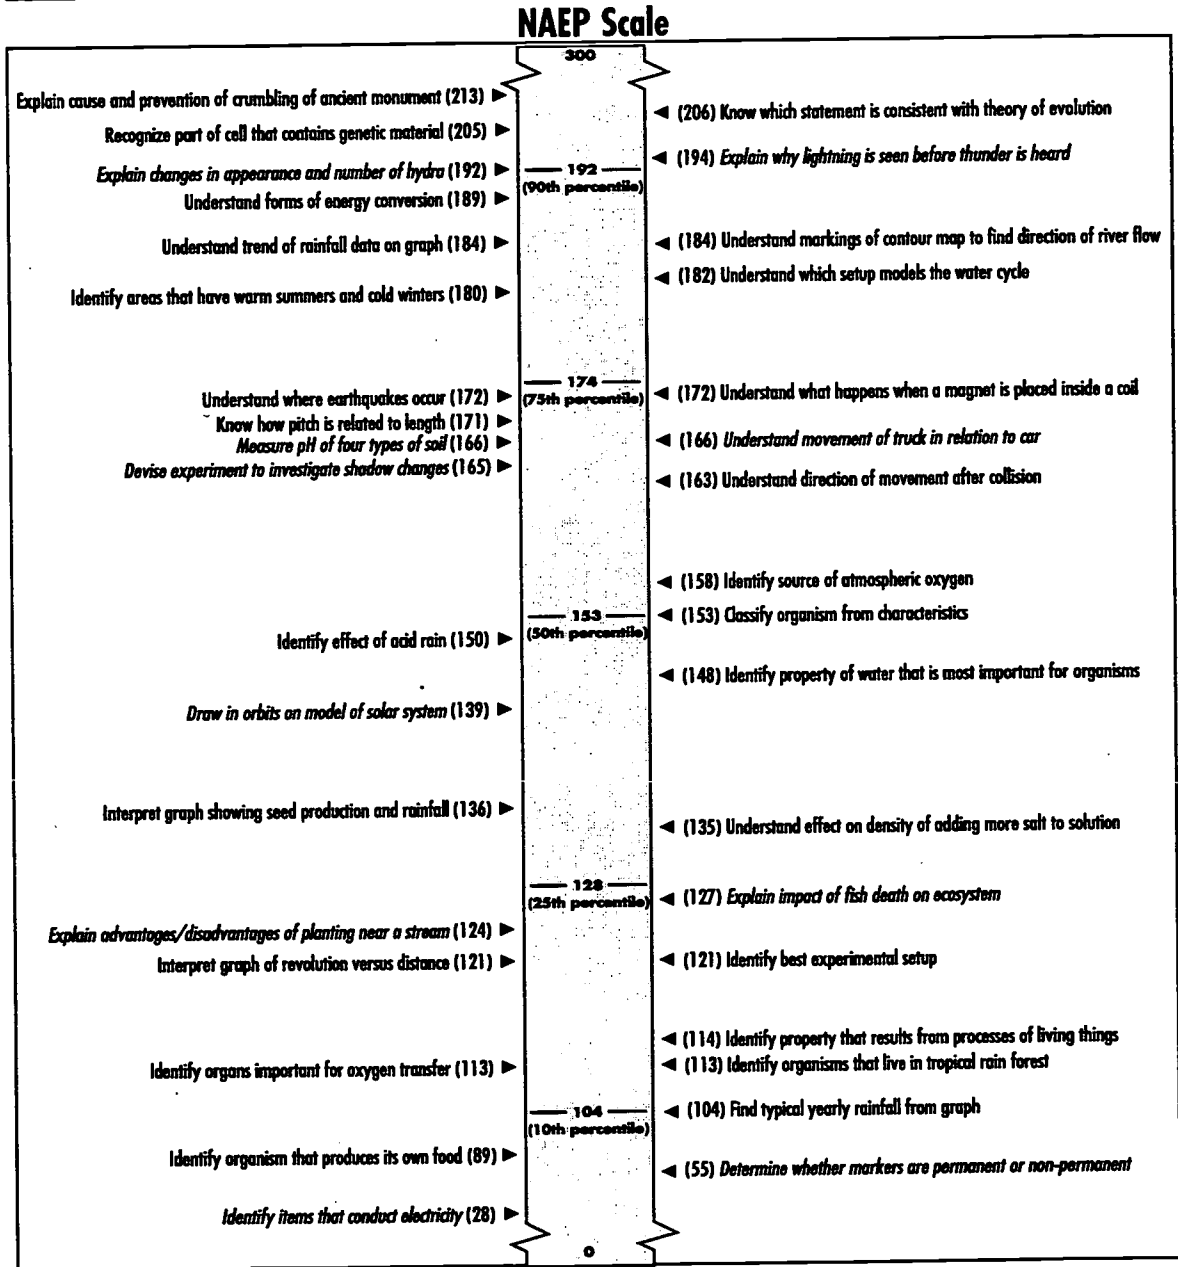 NAEP Scale
300
Explain cause and prevention of crumbling of ancient monument (213) ►
◄ (206) Know which statement is consistent with theory of evolution
Recognize part of cell that contains genetic material (205) ►
◄ (194) Explain why lightning is seen before thunder is heard
Explain changes in appearance and number of hydra (192) ►
192
(90th percentile)
Understand forms of energy conversion (189) ►
Understand trend of rainfall data on graph (184) ►
◄ (184) Understand markings of contour map to find direction of river flow
◄ (182) Understand which setup models the water cycle
Identify areas that have warm summers and cold winters (180) ►
174
(75th percentile)
Understand where earthquakes occur (172) ►
◄ (172) Understand what happens when a magnet is placed inside a coil
Know how pitch is related to length (171) ►
Measure pH of four types of soil (166) ►
◄ (166) Understand movement of truck in relation to car
Devise experiment to investigate shadow changes (165) ►
◄ (163) Understand direction of movement after collision
◄ (158) Identify source of atmospheric oxygen
153
(50th percentile)
◄ (153) Classify organism from characteristics
Identify effect of acid rain (150) ►
◄ (148) Identify property of water that is most important for organisms
Draw in orbits on model of solar system (139) ►
Interpret graph showing seed production and rainfall (136) ►
◄ (135) Understand effect on density of adding more salt to solution
128
(25th percentile)
◄ (127) Explain impact of fish death on ecosystem
Explain advantages/disadvantages of planting near a stream (124) ►
Interpret graph of revolution versus distance (121) ►
◄ (121) Identify best experimental setup
◄ (114) Identify property that results from processes of living things
Identify organs important for oxygen transfer (113) ►
◄ (113) Identify organisms that live in tropical rain forest
104
(10th percentile)
◄ (104) Find typical yearly rainfall from graph
Identify organism that produces its own food (89) ►
◄ (55) Determine whether markers are permanent or non-permanent
Identify items that conduct electricity (28) ►
0